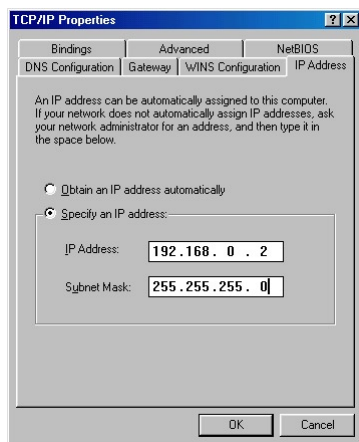 TCP/IP Properties
Bindings Advanced NetBIOS
DNS Configuration Gateway WINS Configuration IP Address
An IP address can be automatically assigned to this computer.
If your network does not automatically assign IP addresses, ask
your network administrator for an address, and then type it in
the space below.
Obtain an IP address automatically
Specify an IP address:
IP Address: 192.168. 0 . 2
Subnet Mask: 255.255.255. 0
OK Cancel